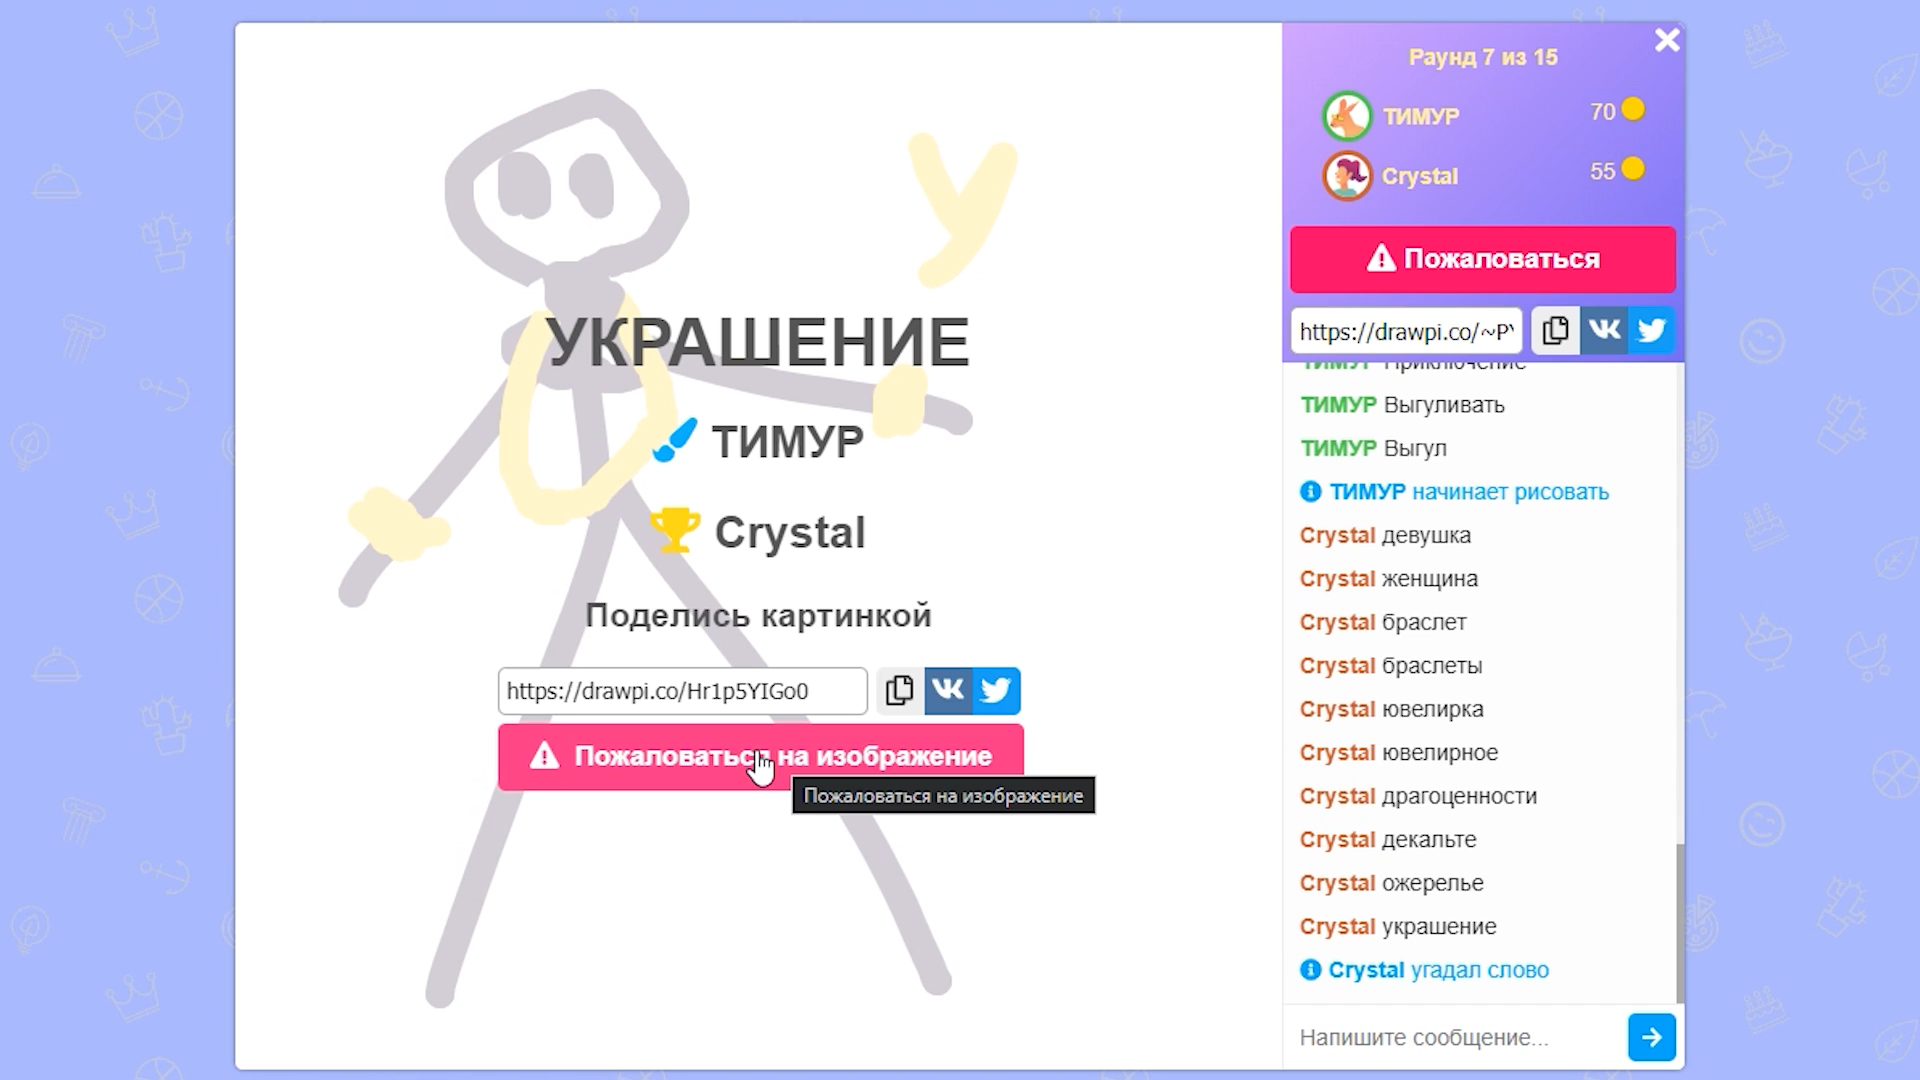 у
УКРАШЕНИЕ
ТИМУР
Crystal
Поделись картинкой
https://drawpi.co/Hr1p5YIGo0
Пожаловаться на изображение
Пожаловаться на изображение
Раунд 7 из 15
ТИМУР 70
Crystal 55
Пожаловаться
https://drawpi.co/~P
ТИМУР Приключение
ТИМУР Выгуливать
ТИМУР Выгул
ТИМУР начинает рисовать
Crystal девушка
Crystal женщина
Crystal браслет
Crystal браслеты
Crystal ювелирка
Crystal ювелирное
Crystal драгоценности
Crystal декальте
Crystal ожерелье
Crystal украшение
Crystal угадал слово
Напишите сообщение...